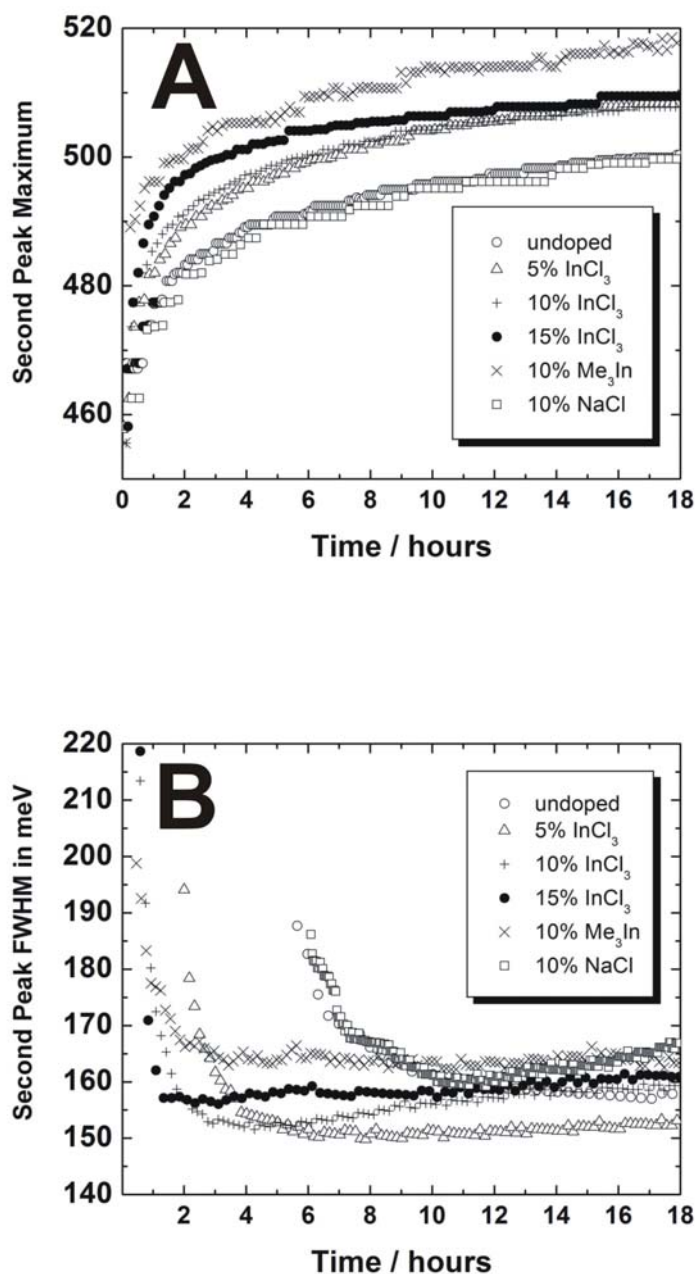 A
520
500
480
460
Second Peak Maximum
undoped
5% InCl₃
10% InCl₃
15% InCl₃
10% Me₃In
10% NaCl
0 2 4 6 8 10 12 14 16 18
Time / hours
B
220
210
200
190
180
170
160
150
140
Second Peak FWHM in meV
undoped
5% InCl₃
10% InCl₃
15% InCl₃
10% Me₃In
10% NaCl
0 2 4 6 8 10 12 14 16 18
Time / hours